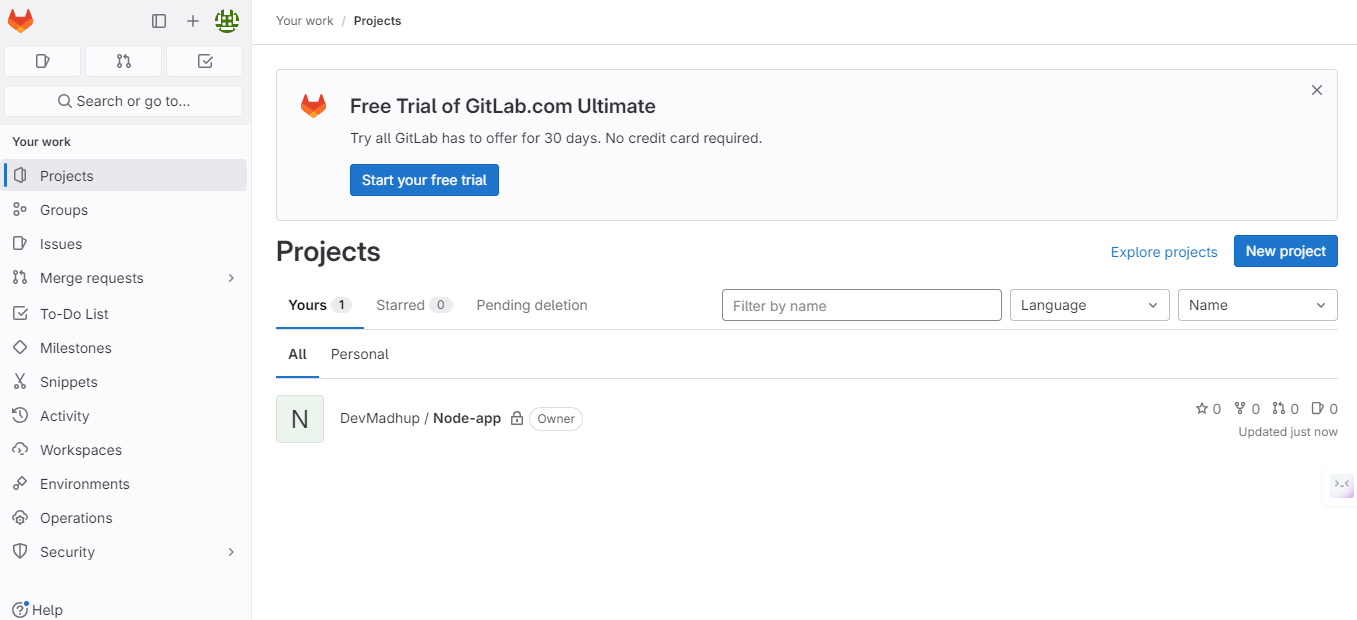 Your work / Projects
Search or go to...
Your work
Projects
Groups
Issues
Merge requests
To-Do List
Milestones
Snippets
Activity
Workspaces
Environments
Operations
Security
Help
Free Trial of GitLab.com Ultimate
Try all GitLab has to offer for 30 days. No credit card required.
Start your free trial
Projects
Explore projects
New project
Yours 1 Starred 0 Pending deletion
Filter by name
Language
Name
All Personal
N
DevMadhup / Node-app Owner
0 0 0 0
Updated just now